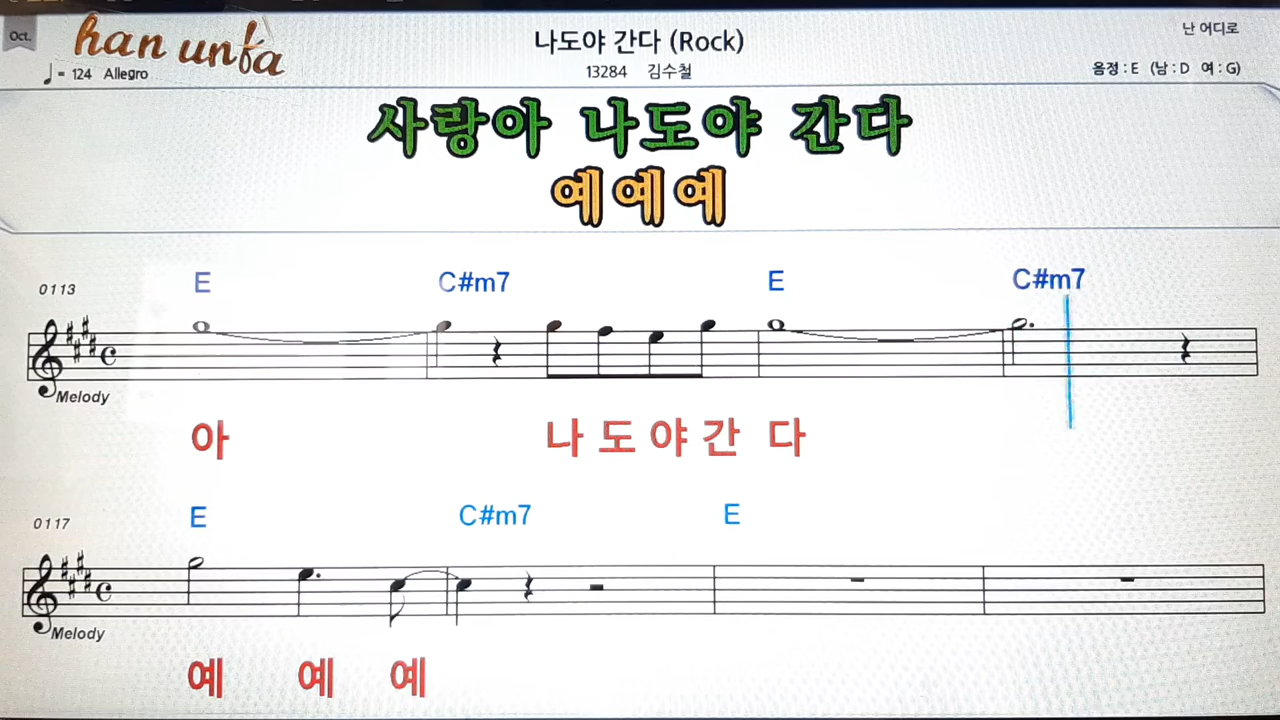 Oct.
han unfa
나도야 간다 (Rock)
난 어디로
♩= 124 Allegro
13284 김수철
음정 : E (남 : D 여 : G)
사랑아 나도야 간다
예예예
0113
E C#m7 E C#m7
Melody
아 나 도 야 간 다
0117
E C#m7 E
Melody
예 예 예